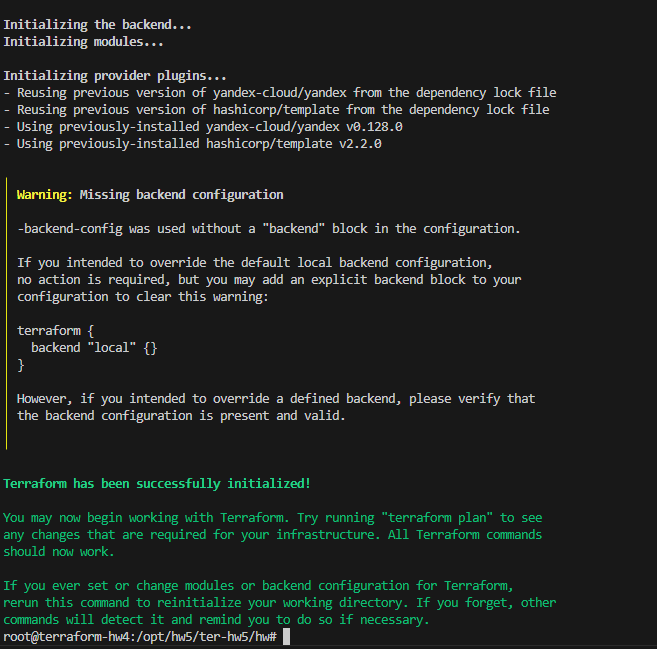 Initializing the backend...
Initializing modules...
Initializing provider plugins...
- Reusing previous version of yandex-cloud/yandex from the dependency lock file
- Reusing previous version of hashicorp/template from the dependency lock file
- Using previously-installed yandex-cloud/yandex v0.128.0
- Using previously-installed hashicorp/template v2.2.0
Warning: Missing backend configuration
-backend-config was used without a "backend" block in the configuration.
If you intended to override the default local backend configuration,
no action is required, but you may add an explicit backend block to your
configuration to clear this warning:
terraform {
  backend "local" {}
}
However, if you intended to override a defined backend, please verify that
the backend configuration is present and valid.
Terraform has been successfully initialized!
You may now begin working with Terraform. Try running "terraform plan" to see
any changes that are required for your infrastructure. All Terraform commands
should now work.
If you ever set or change modules or backend configuration for Terraform,
rerun this command to reinitialize your working directory. If you forget, other
commands will detect it and remind you to do so if necessary.
root@terraform-hw4:/opt/hw5/ter-hw5/hw#